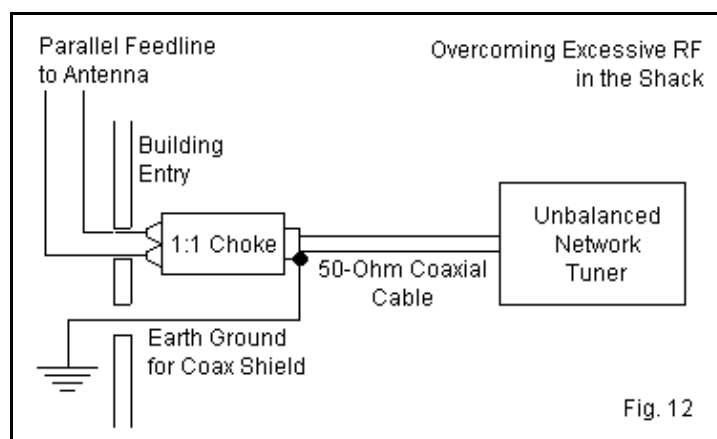 Parallel Feedline
to Antenna
Overcoming Excessive RF
in the Shack
Building
Entry
1:1 Choke
50-Ohm Coaxial
Cable
Unbalanced
Network
Tuner
Earth Ground
for Coax Shield
Fig. 12